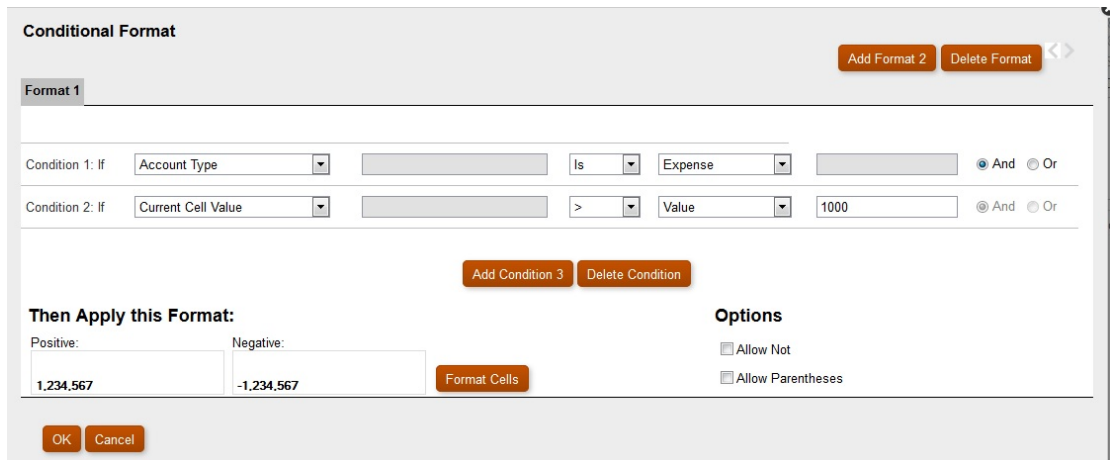 Conditional Format
Add Format 2 Delete Format
Format 1
Condition 1: If Account Type Is Expense And Or
Condition 2: If Current Cell Value > Value 1000 And Or
Add Condition 3 Delete Condition
Then Apply this Format: Options
Positive: Negative: Allow Not
1,234,567 -1,234,567 Format Cells Allow Parentheses
OK Cancel